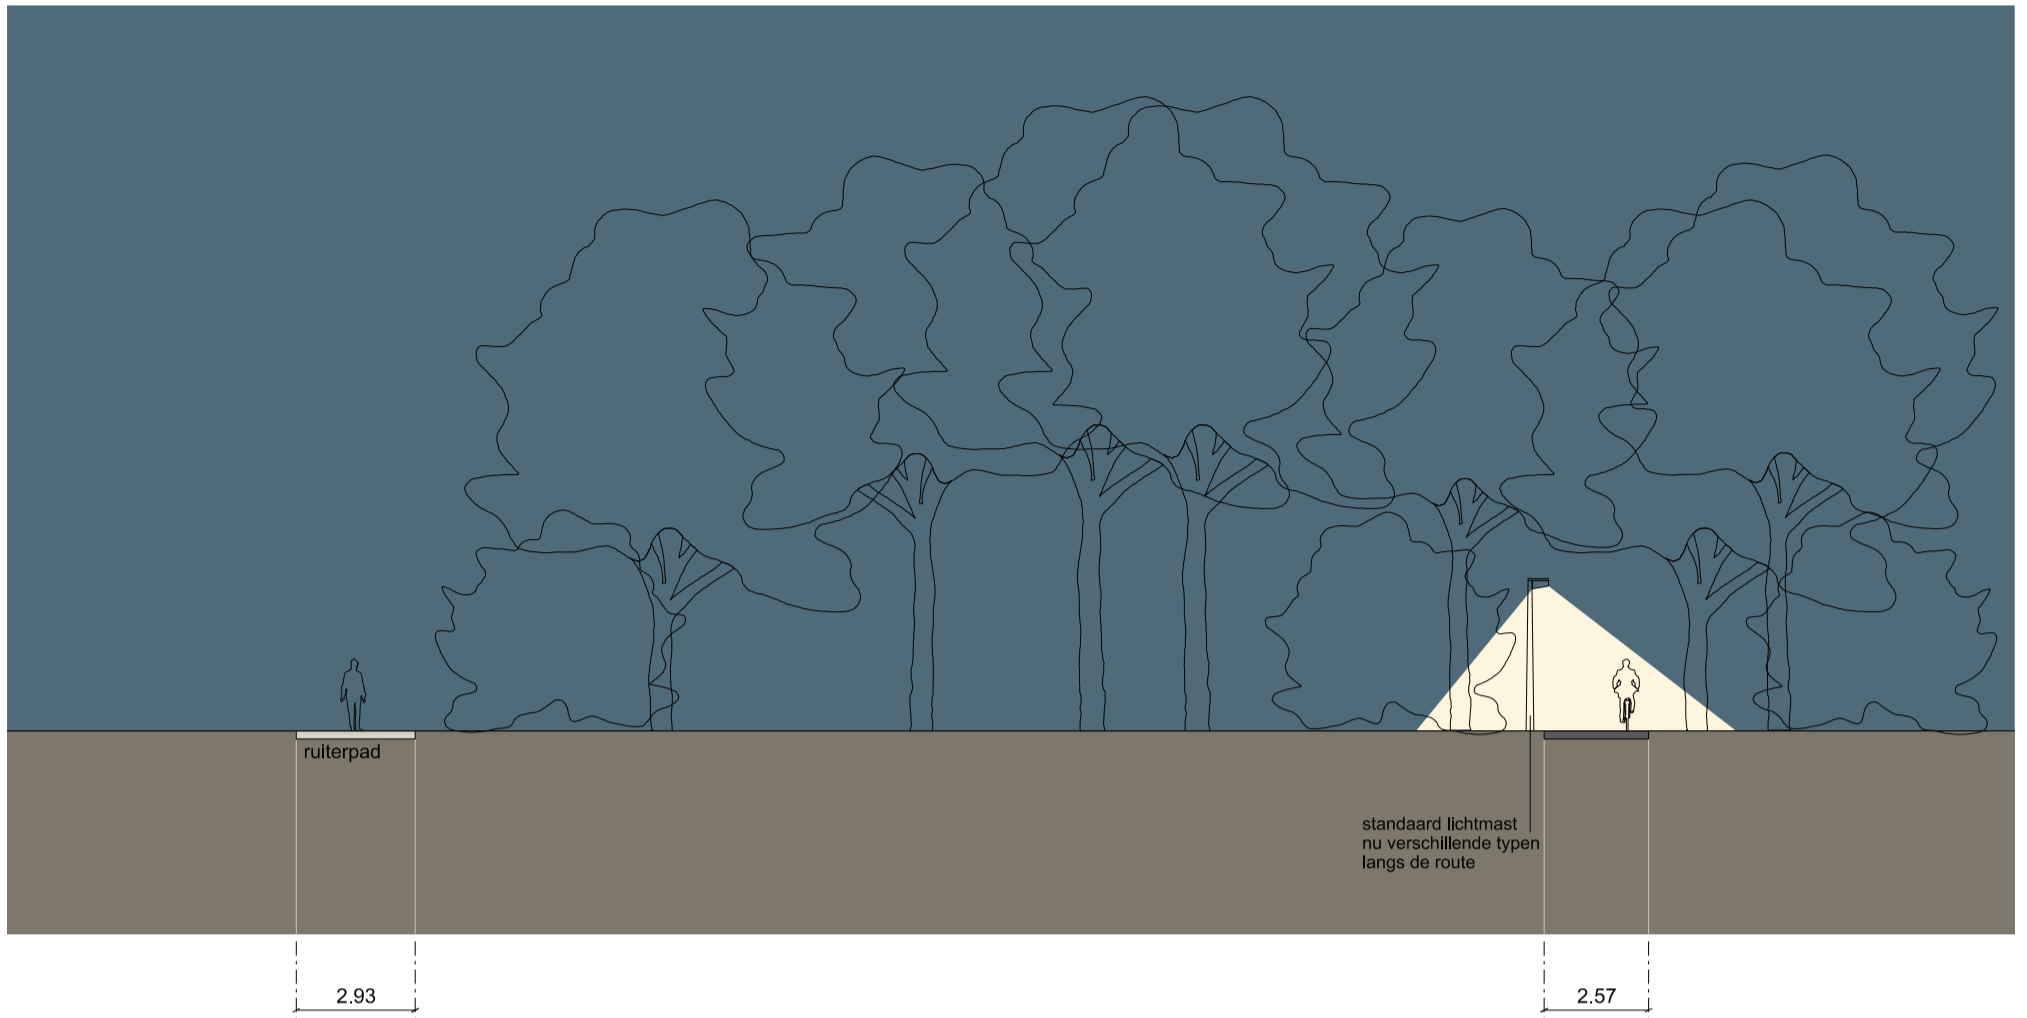 ruiterpad
standaard lichtmast
nu verschillende typen
langs de route
2.93
2.57